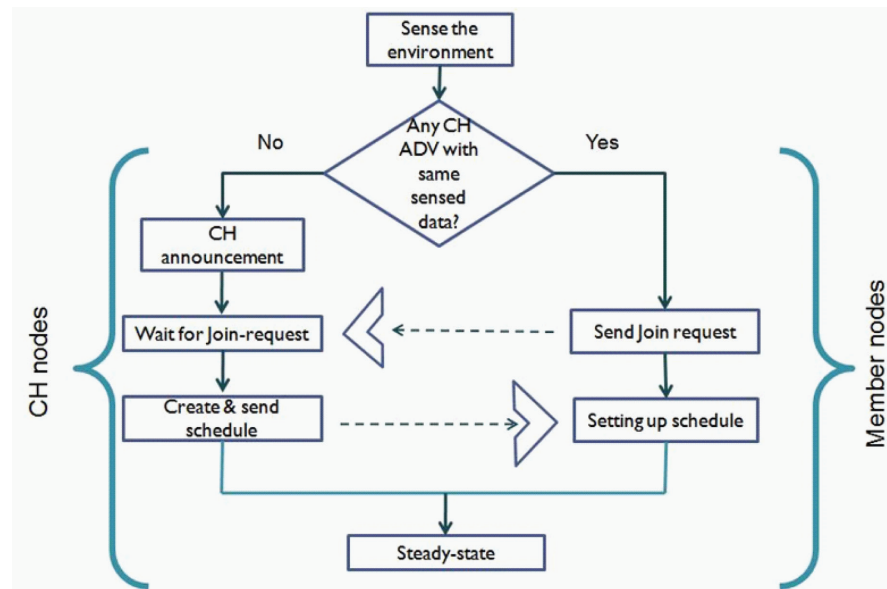 Sense the
environment
Any CH
ADV with
same
sensed
data?
No
Yes
CH
announcement
Wait for Join-request
Send Join request
Create & send
schedule
Setting up schedule
Steady-state
CH nodes
Member nodes